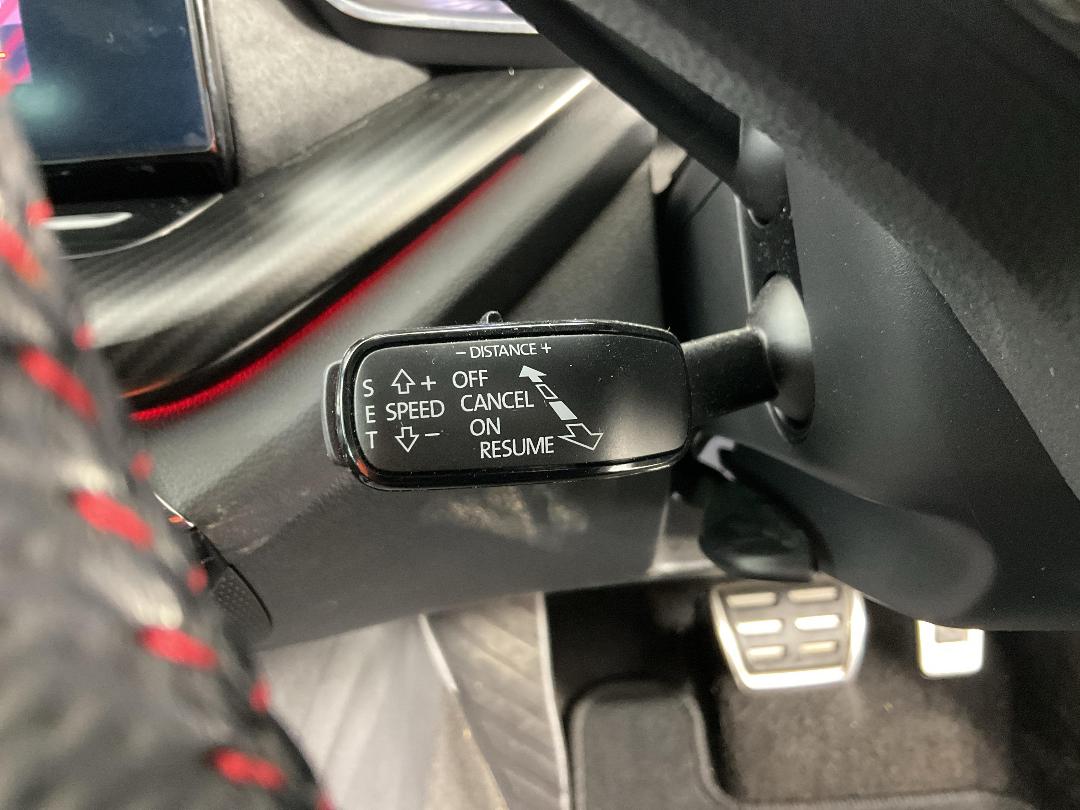 − DISTANCE +
S E T
+
SPEED
−
OFF
CANCEL
ON
RESUME